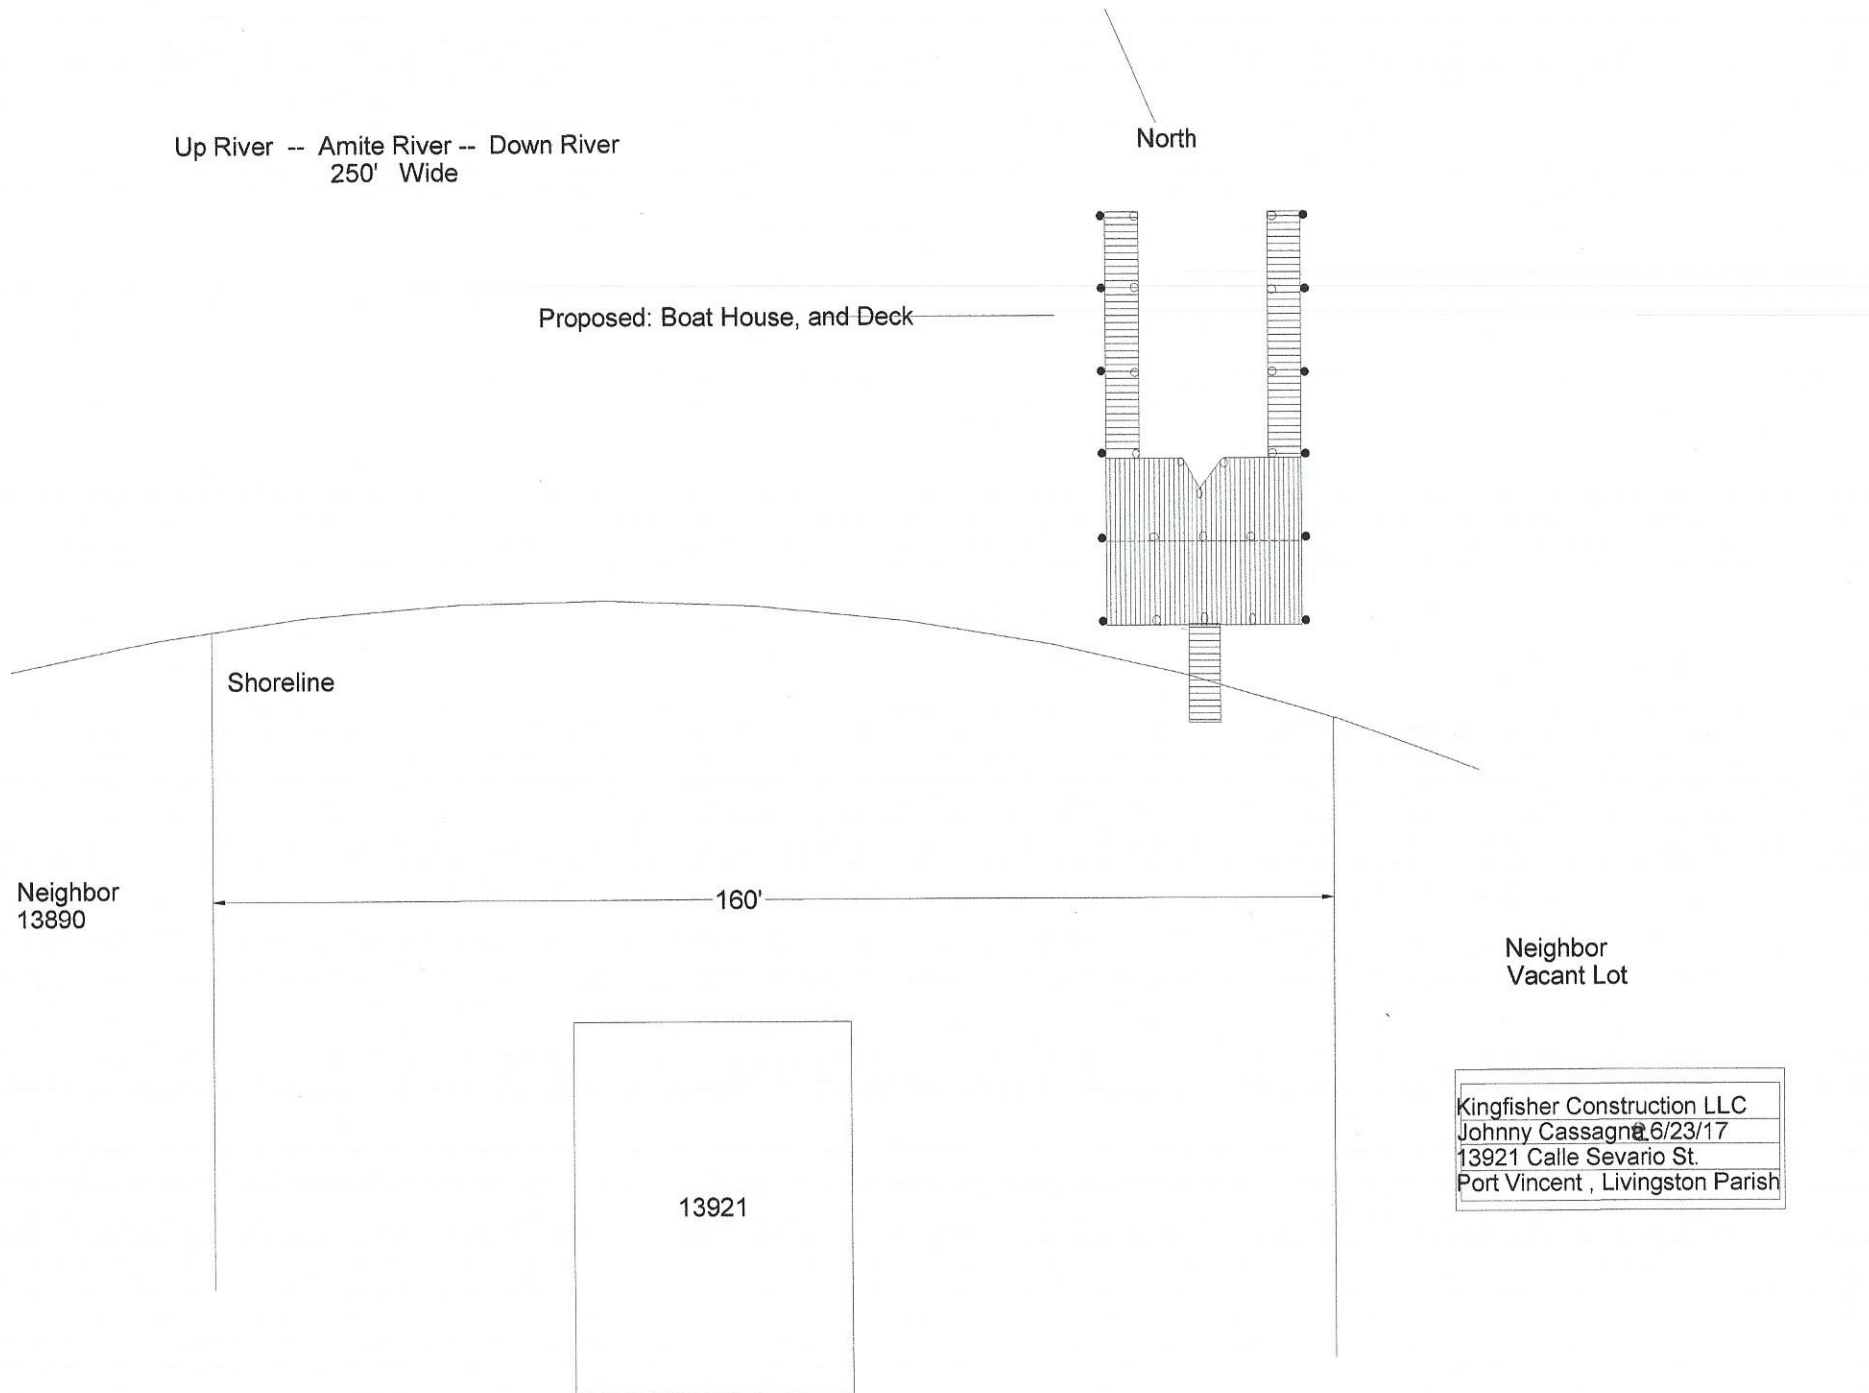 Up River -- Amite River -- Down River
250' Wide
North
Proposed: Boat House, and Deck
Shoreline
160'
Neighbor
13890
Neighbor
Vacant Lot
13921
Kingfisher Construction LLC
Johnny 6/23/17
13921 Calle Sevario St.
Port Vincent , Livingston Parish